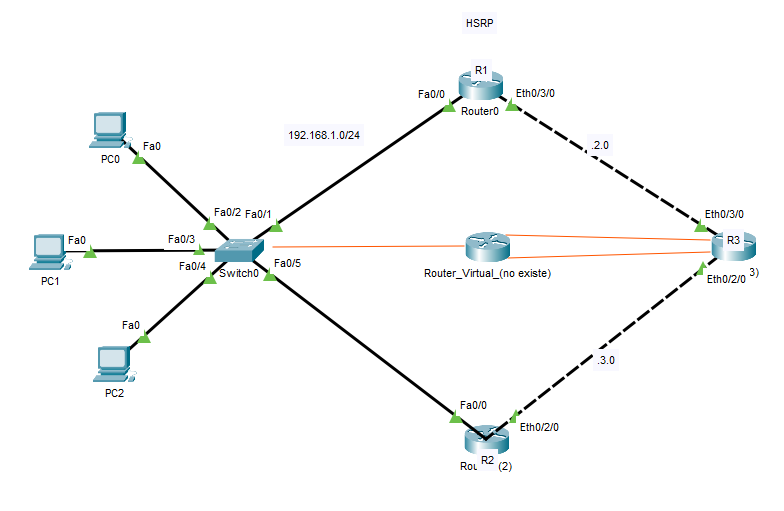 HSRP
R1
Fa0/0
Eth0/3/0
Router0
192.168.1.0/24
.2.0
Fa0
PC0
Fa0/2
Fa0/1
Eth0/3/0
Fa0
Fa0/3
R3
PC1
Fa0/4
Switch0
Fa0/5
Router_Virtual_(no existe)
3)
Eth0/2/0
Fa0
.3.0
PC2
Fa0/0
Eth0/2/0
R2
(2)